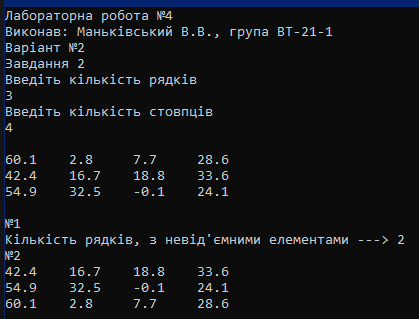 Лабораторна робота №4
Виконав: Маньківський В.В., група ВТ-21-1
Варіант №2
Завдання 2
Введіть кількість рядків
3
Введіть кількість стовпців
4
60.1 2.8 7.7 28.6
42.4 16.7 18.8 33.6
54.9 32.5 -0.1 24.1
№1
Кількість рядків, з невід'ємними елементами ---> 2
№2
42.4 16.7 18.8 33.6
54.9 32.5 -0.1 24.1
60.1 2.8 7.7 28.6